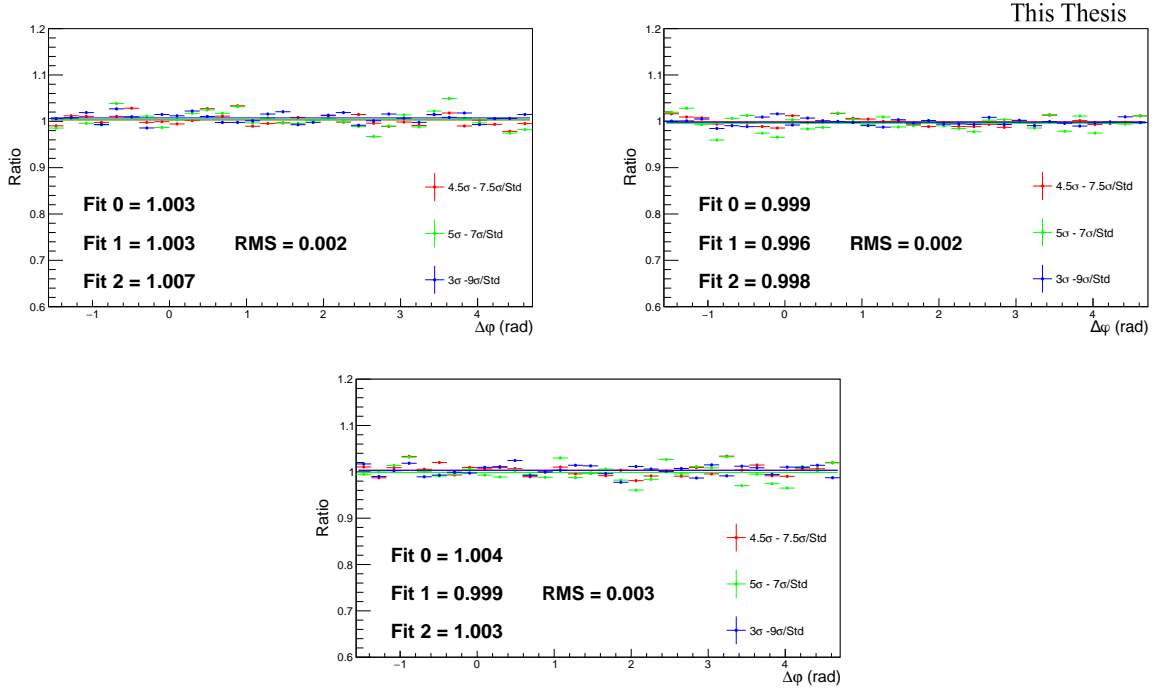 This Thesis
1.2
1.1
1
0.9
0.8
0.7
0.6
Ratio
Fit 0 = 1.003
Fit 1 = 1.003 RMS = 0.002
Fit 2 = 1.007
4.5σ - 7.5σ/Std
5σ - 7σ/Std
3σ -9σ/Std
−1 0 1 2 3 4
Δφ (rad)
1.2
1.1
1
0.9
0.8
0.7
0.6
Ratio
Fit 0 = 0.999
Fit 1 = 0.996 RMS = 0.002
Fit 2 = 0.998
4.5σ - 7.5σ/Std
5σ - 7σ/Std
3σ -9σ/Std
−1 0 1 2 3 4
Δφ (rad)
1.2
1.1
1
0.9
0.8
0.7
0.6
Ratio
Fit 0 = 1.004
Fit 1 = 0.999 RMS = 0.003
Fit 2 = 1.003
4.5σ - 7.5σ/Std
5σ - 7σ/Std
3σ -9σ/Std
−1 0 1 2 3 4
Δφ (rad)